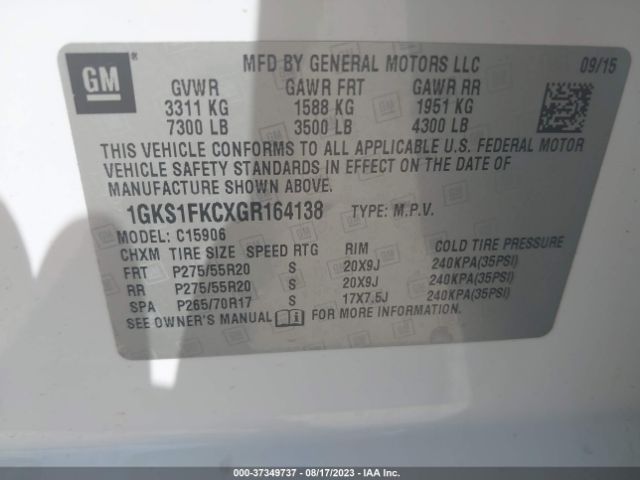 GM
MFD BY GENERAL MOTORS LLC 09/15
GVWR GAWR FRT GAWR RR
3311 KG 1588 KG 1951 KG
7300 LB 3500 LB 4300 LB
THIS VEHICLE CONFORMS TO ALL APPLICABLE U.S. FEDERAL MOTOR
VEHICLE SAFETY STANDARDS IN EFFECT ON THE DATE OF
MANUFACTURE SHOWN ABOVE.
1GKS1FKCXGR164138 TYPE: M.P.V.
MODEL: C15906
CHXM TIRE SIZE SPEED RTG RIM COLD TIRE PRESSURE
FRT P275/55R20 S 20X9J 240KPA(35PSI)
RR P275/55R20 S 20X9J 240KPA(35PSI)
SPA P265/70R17 S 17X7.5J 240KPA(35PSI)
SEE OWNER'S MANUAL FOR MORE INFORMATION.
000-37349737 - 08/17/2023 - IAA Inc.